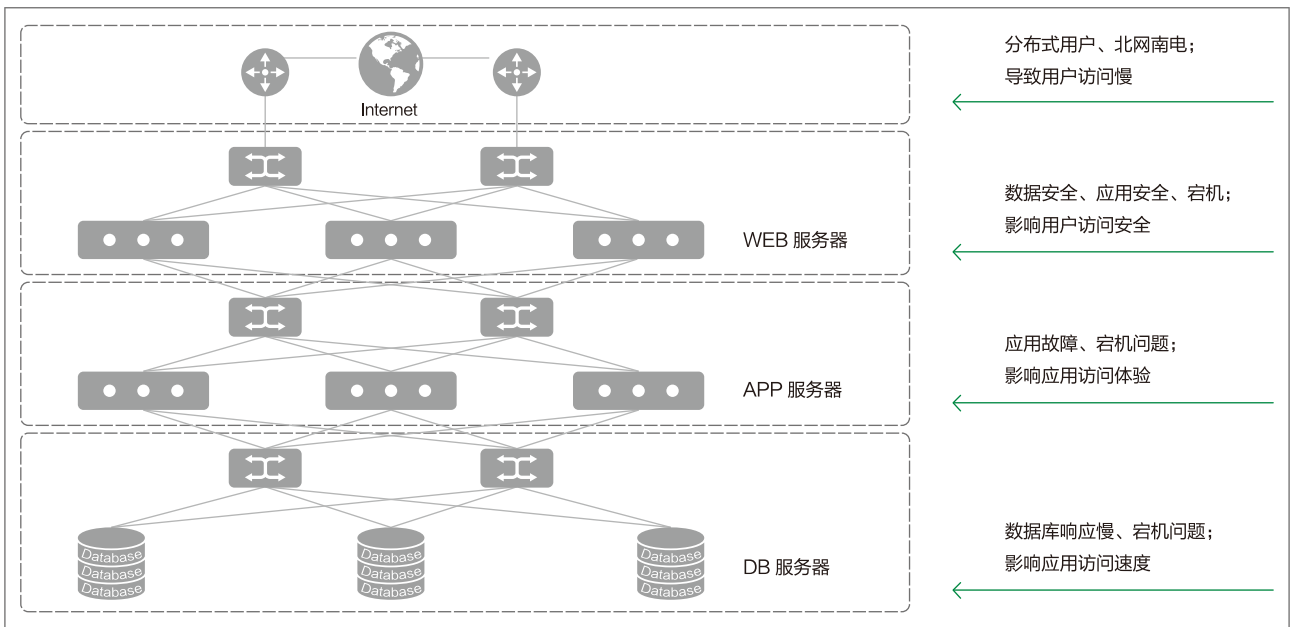 分布式用户、北网南电；
导致用户访问慢
Internet
数据安全、应用安全、宕机；
影响用户访问安全
WEB 服务器
应用故障、宕机问题；
影响应用访问体验
APP 服务器
数据库响应慢、宕机问题；
影响应用访问速度
Database
Database
Database
Database
Database
Database
Database
Database
Database
DB 服务器